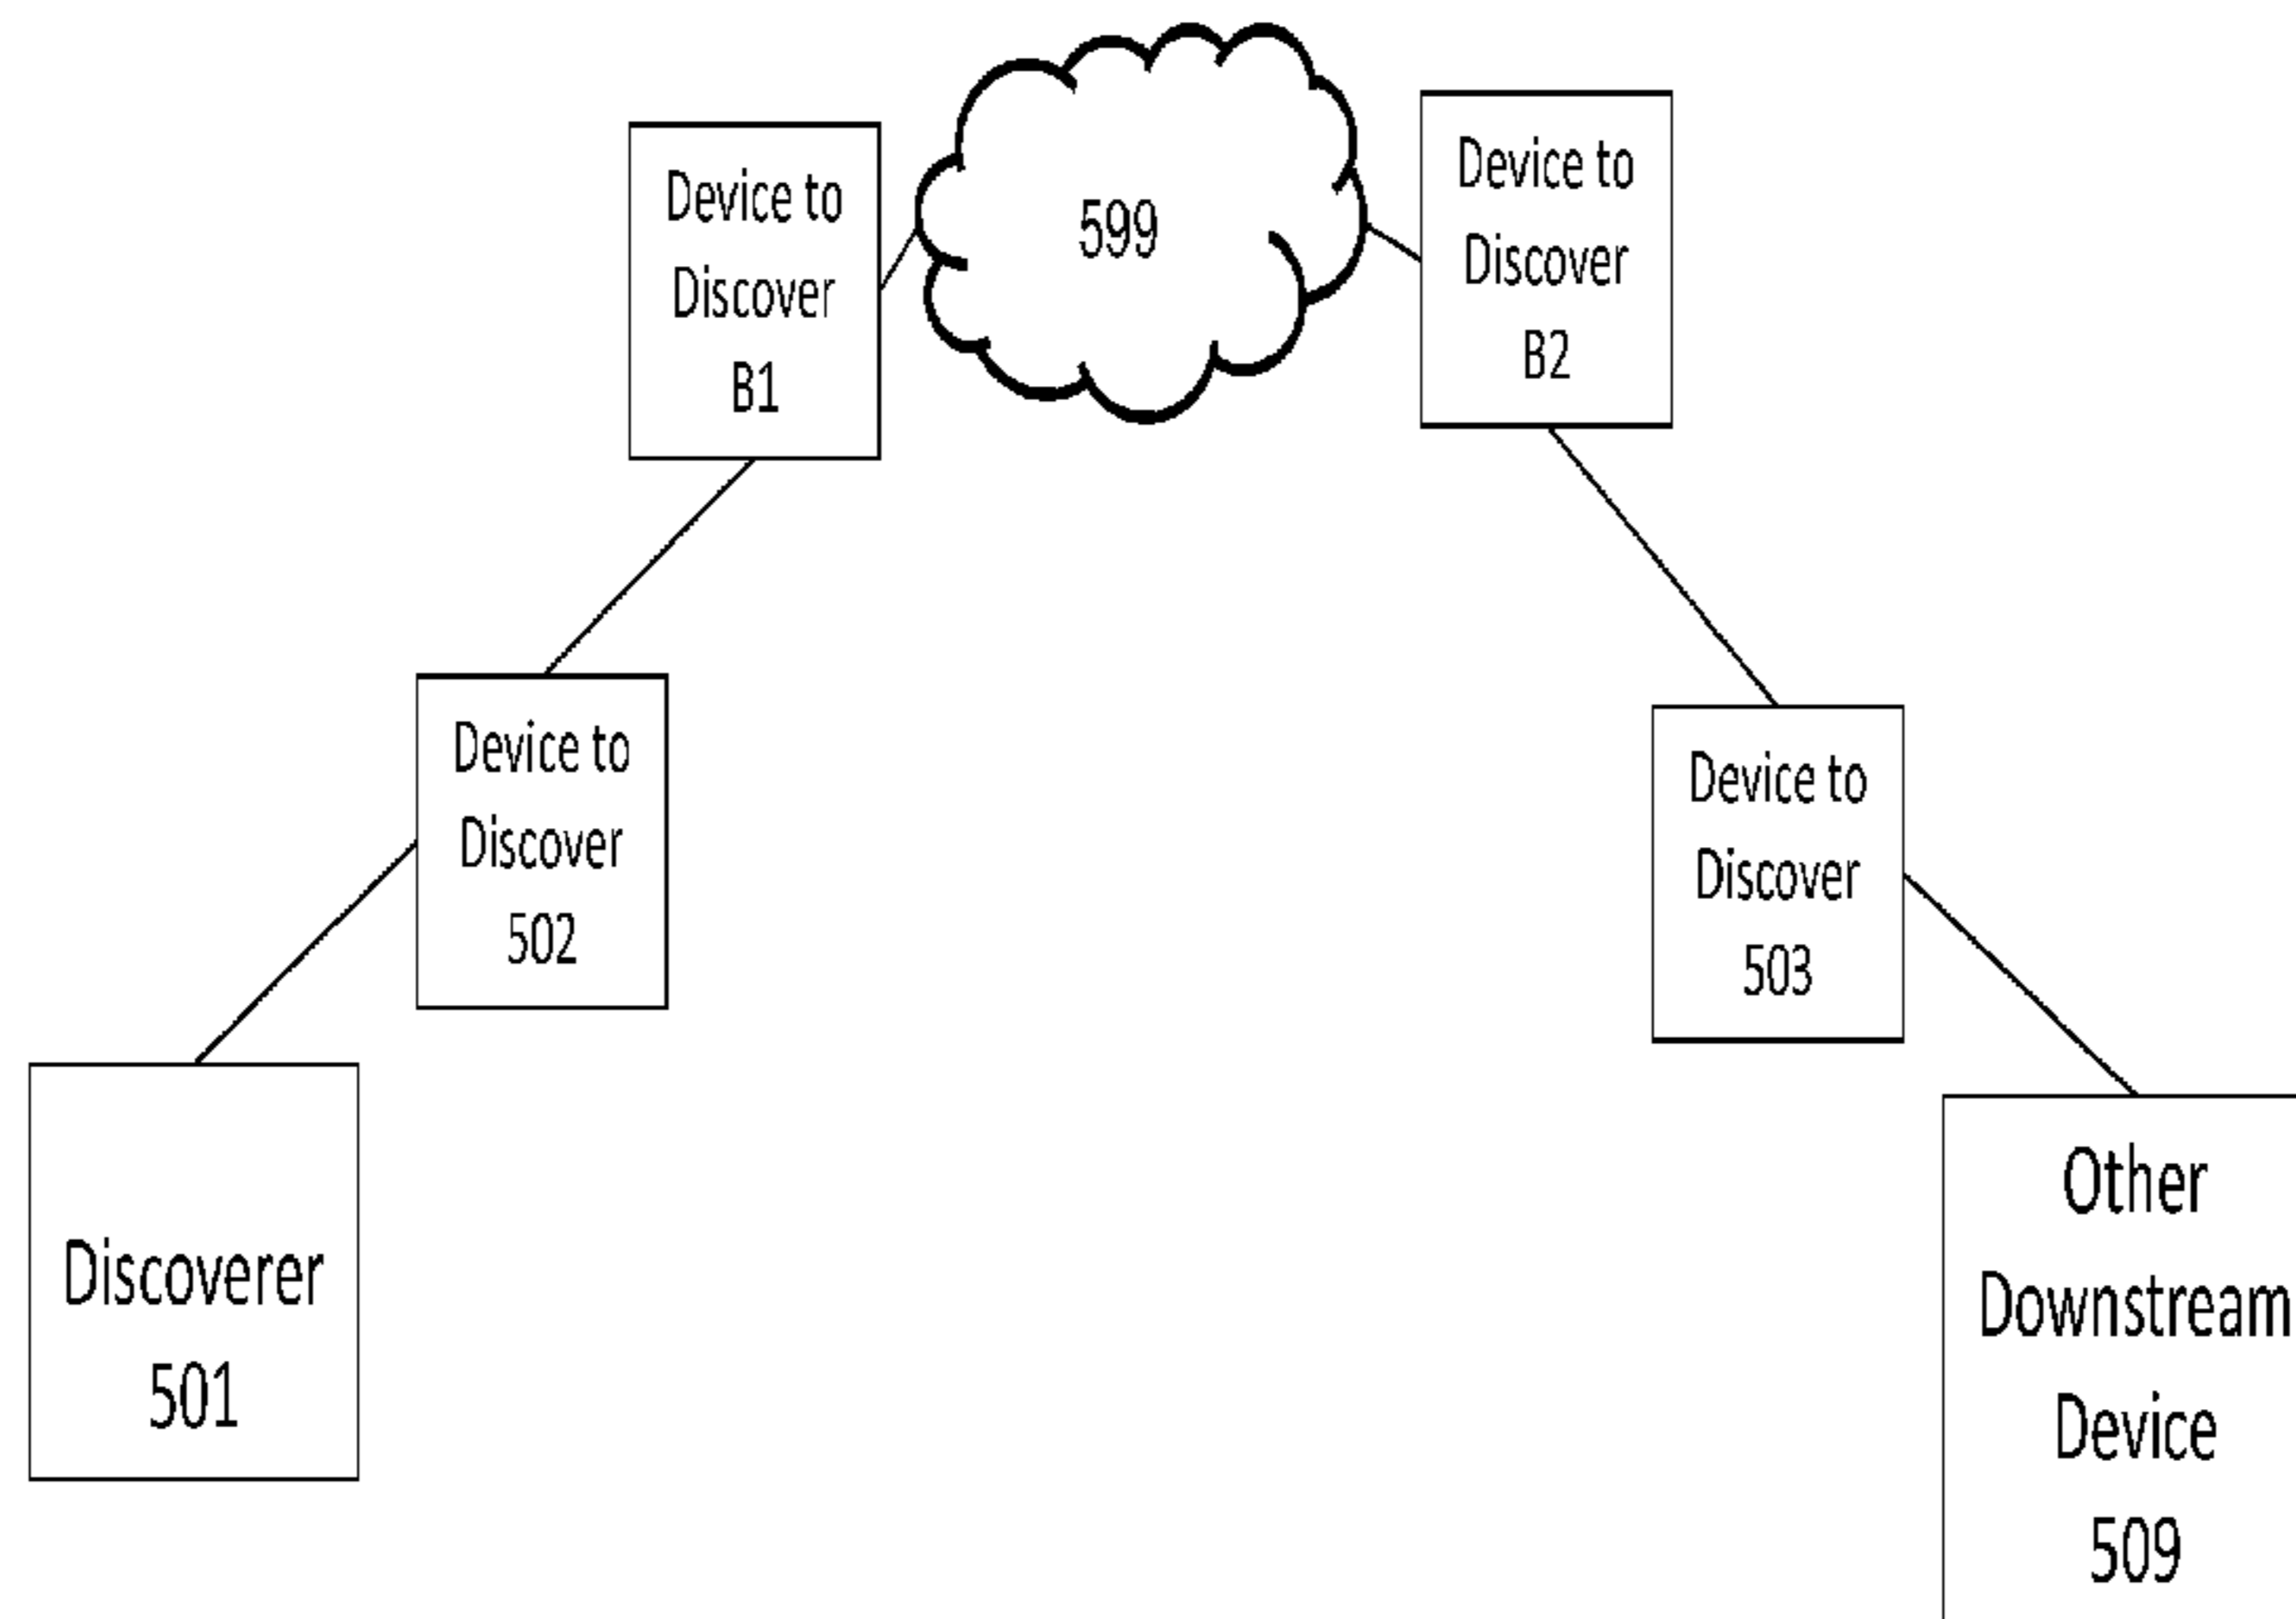 Device to
Discover
B1
599
Device to
Discover
B2
Device to
Discover
502
Device to
Discover
503
Discoverer
501
Other
Downstream
Device
509